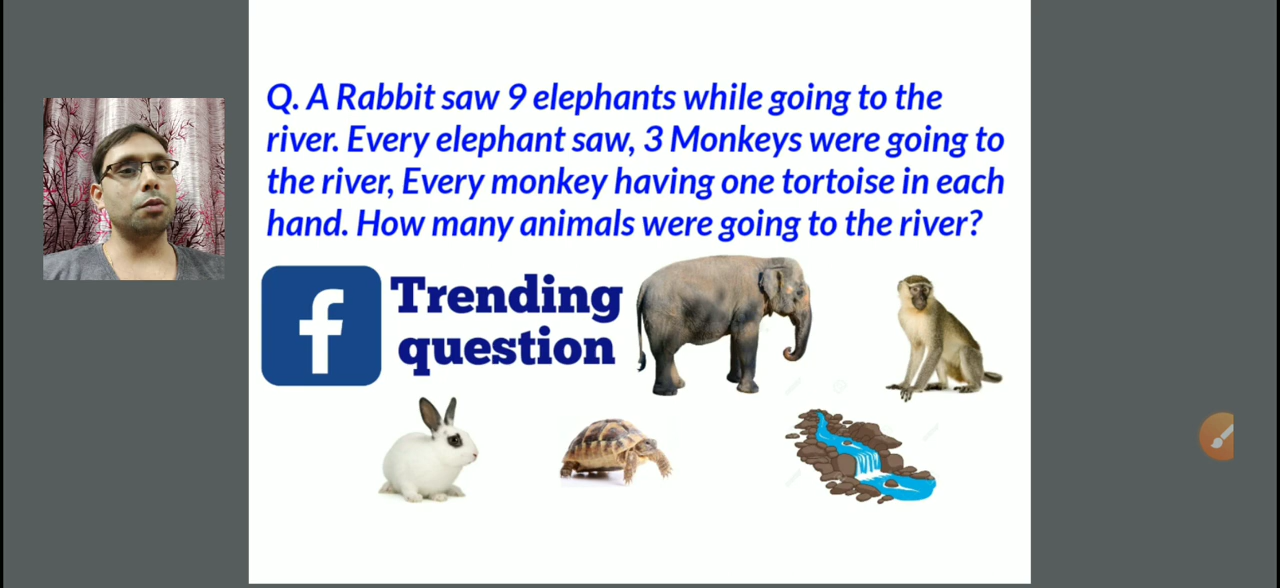 Q. A Rabbit saw 9 elephants while going to the
river. Every elephant saw, 3 Monkeys were going to
the river, Every monkey having one tortoise in each
hand. How many animals were going to the river?
f
Trending
question